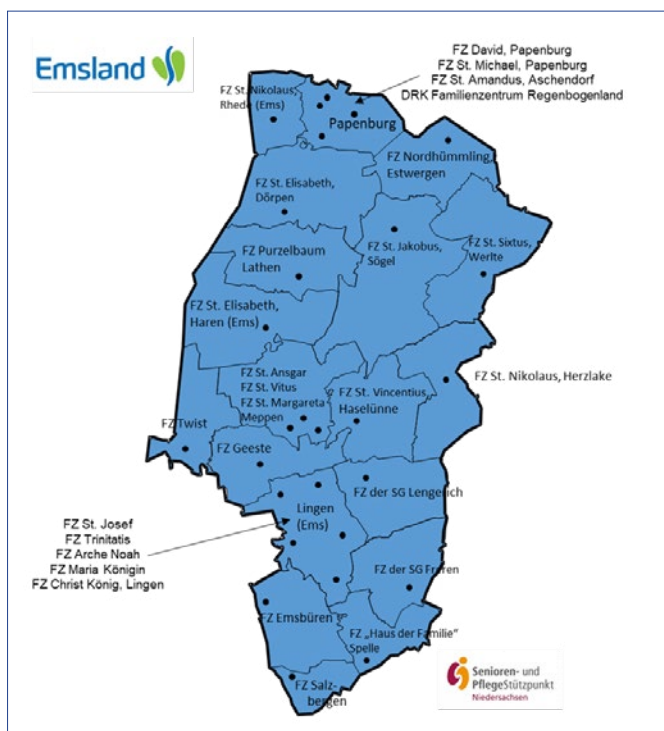 Emsland
FZ David, Papenburg
FZ St. Michael, Papenburg
FZ St. Amandus, Aschendorf
DRK Familienzentrum Regenbogenland
FZ St. Nikolaus,
Rhede (Ems)
Papenburg
FZ Nordhümmling,
Estwergen
FZ St. Elisabeth,
Dörpen
FZ St. Jakobus,
Sögel
FZ St. Sixtus,
Werlte
FZ Purzelbaum
Lathen
FZ St. Elisabeth,
Haren (Ems)
FZ St. Ansgar
FZ St. Vitus
FZ St. Margareta
Meppen
FZ St. Vincentius,
Haselünne
FZ St. Nikolaus, Herzlake
FZ Twist
FZ Geeste
FZ der SG Lengerich
Lingen
(Ems)
FZ St. Josef
FZ Trinitatis
FZ Arche Noah
FZ Maria Königin
FZ Christ König, Lingen
FZ der SG Freren
FZ Emsbüren
FZ „Haus der Familie“
Spelle
FZ Salz-
bergen
Senioren- und
PflegeStützpunkt
Niedersachsen